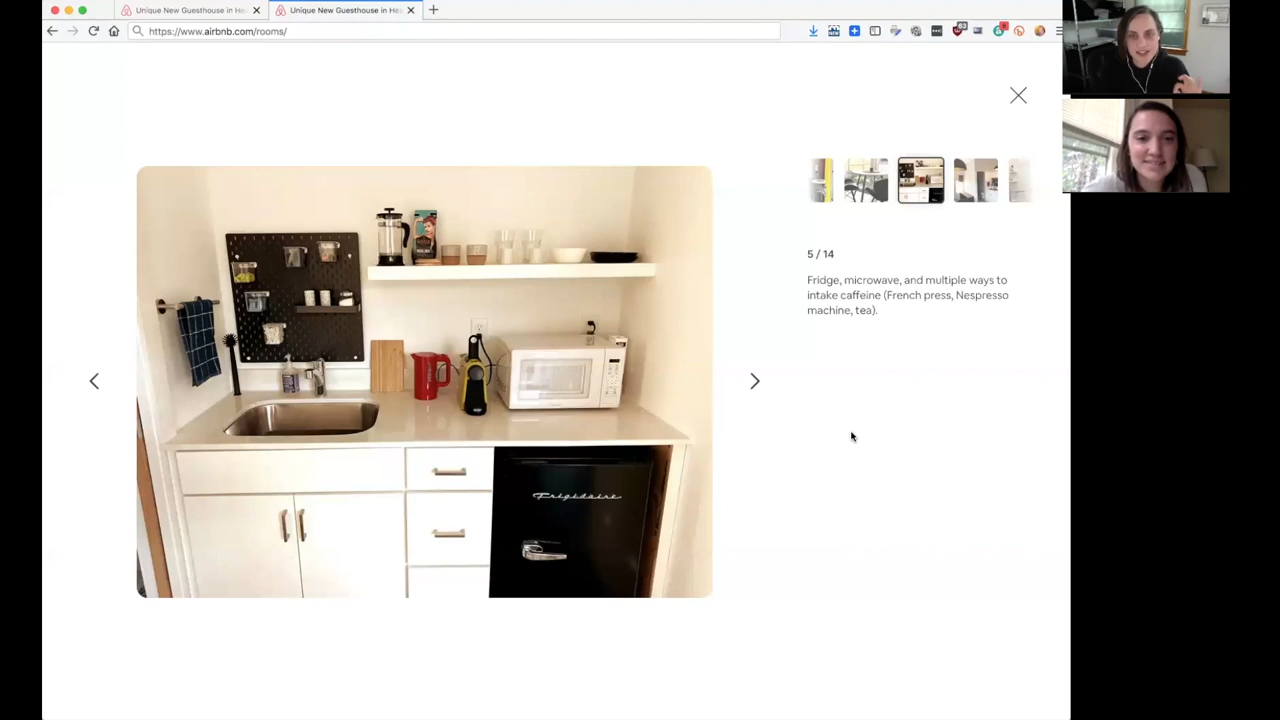 Unique New Guesthouse in He
Unique New Guesthouse in Hea
https://www.airbnb.com/rooms/
5 / 14
Fridge, microwave, and multiple ways to
intake caffeine (French press, Nespresso
machine, tea).
Frigidaire